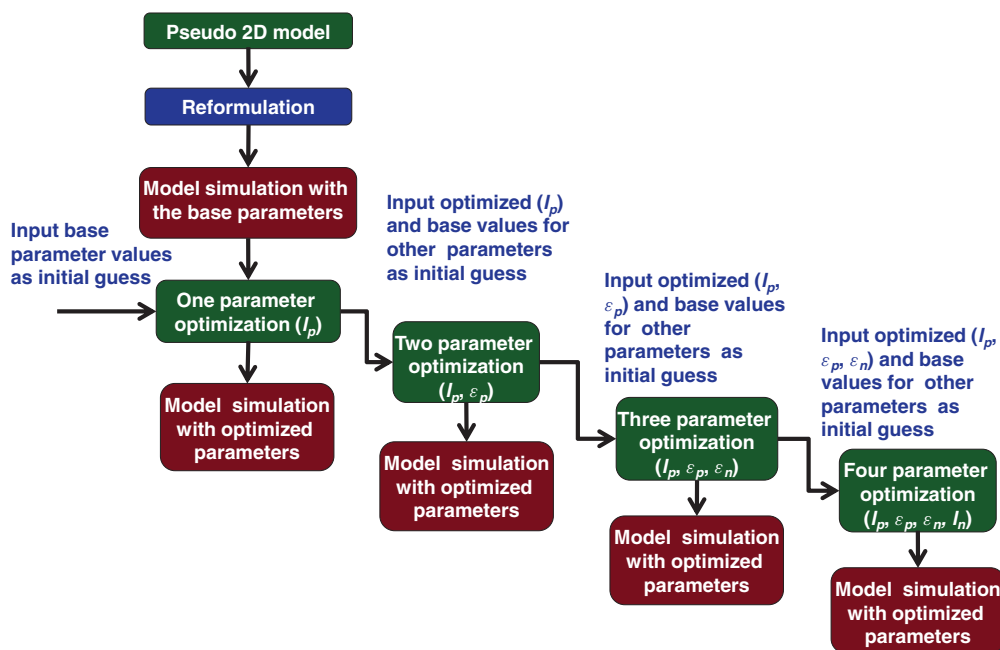 Pseudo 2D model
Reformulation
Model simulation with
the base parameters
Input base
parameter values
as initial guess
One parameter
optimization (lp)
Model simulation
with optimized
parameters
Input optimized (lp)
and base values for
other parameters
as initial guess
Two parameter
optimization
(lp, εp)
Model simulation
with optimized
parameters
Input optimized (lp,
εp) and base values
for other
parameters as
initial guess
Three parameter
optimization
(lp, εp, εn)
Model simulation
with optimized
parameters
Input optimized (lp,
εp, εn) and base
values for other
parameters as
initial guess
Four parameter
optimization
(lp, εp, εn, ln)
Model simulation
with optimized
parameters